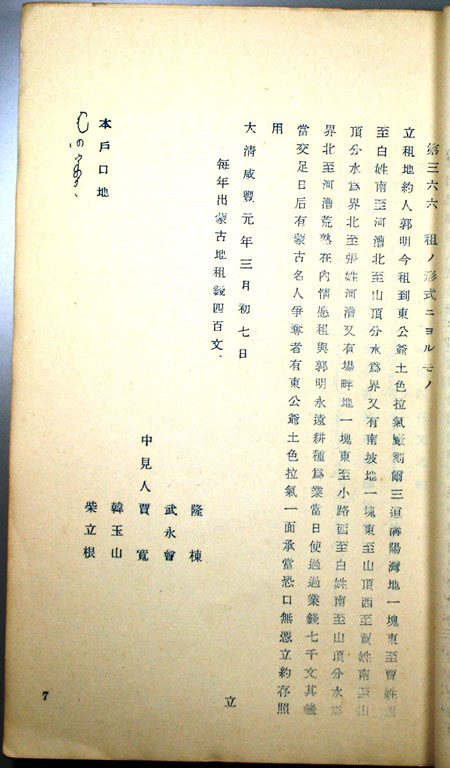 第三六六 租ノ形式ニヨルモノ
立租地約人郭明今租到東公爺土色拉氣 爾三道溝陽灣地一塊東至賈姓西
至白姓南至河漕北至山頂分水爲界又有南坡地一塊東至山頂西至賈姓南至山
頂分水爲界北至張姓河漕又有場畔地一塊東至小路西至白姓南至山頂分水爲
界北至河漕荒熟在內情愿租與郭明永遠耕種爲業當日使過過業錢七千文其錢
當交足日后有蒙古名人爭奪者有東公爺土色拉氣一面承當恐口無憑立約存照
用
大清咸豐元年三月初七日 立
每年出蒙古地租錢四百文.
隆棟
武永會
中見人賈寬
韓玉山
柴立根
本戶口地
7